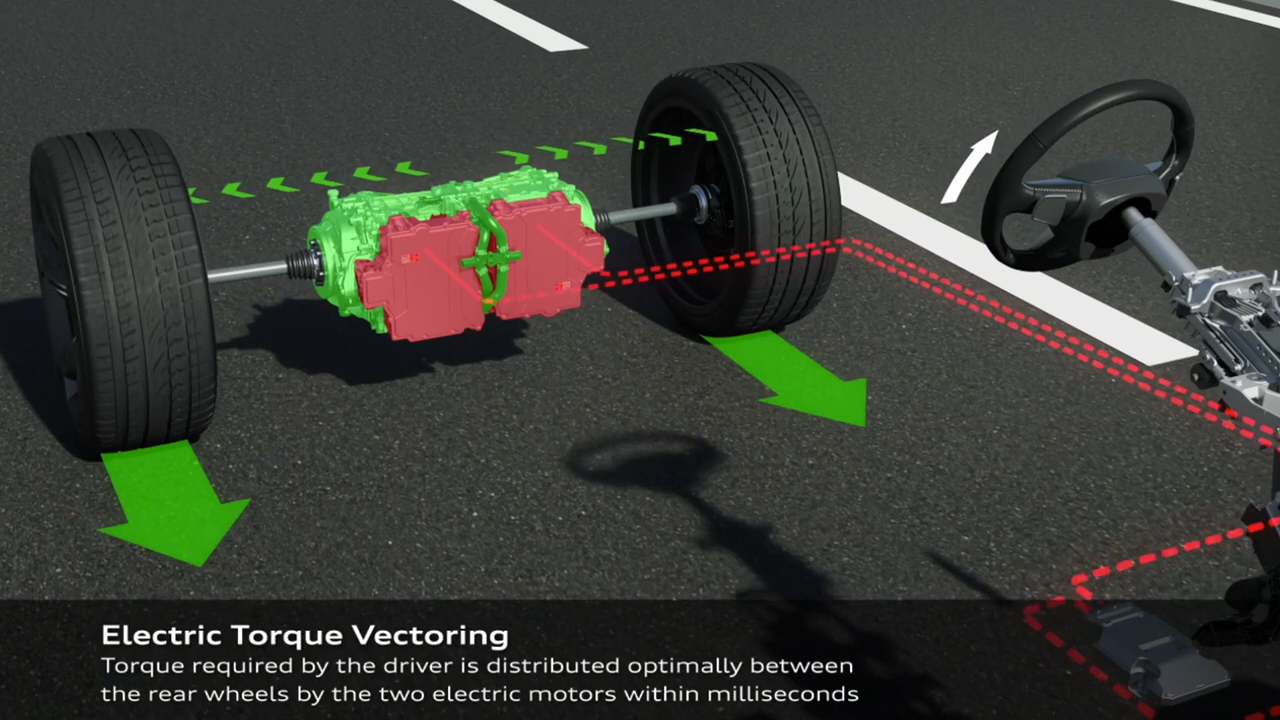 Electric Torque Vectoring
Torque required by the driver is distributed optimally between
the rear wheels by the two electric motors within milliseconds